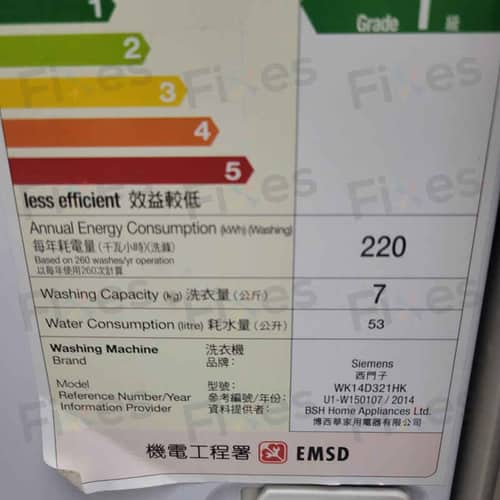 1
Grade 1 級
2
3
4
5
less efficient 效益較低
Annual Energy Consumption (kWh) (Washing)
每年耗電量 (千瓦小時)(洗滌)
Based on 260 washes/yr operation
以每年使用260次計算
220
Washing Capacity (kg) 洗衣量 (公斤) 7
Water Consumption (litre) 耗水量 (公升) 53
Washing Machine 洗衣機
Brand 品牌： Siemens
西門子
Model 型號： WK14D321HK
Reference Number/Year 參考編號/年份： U1-W150107 / 2014
Information Provider 資料提供者： BSH Home Appliances Ltd.
博西華家用電器有限公司
機電工程署 EMSD
Fixes